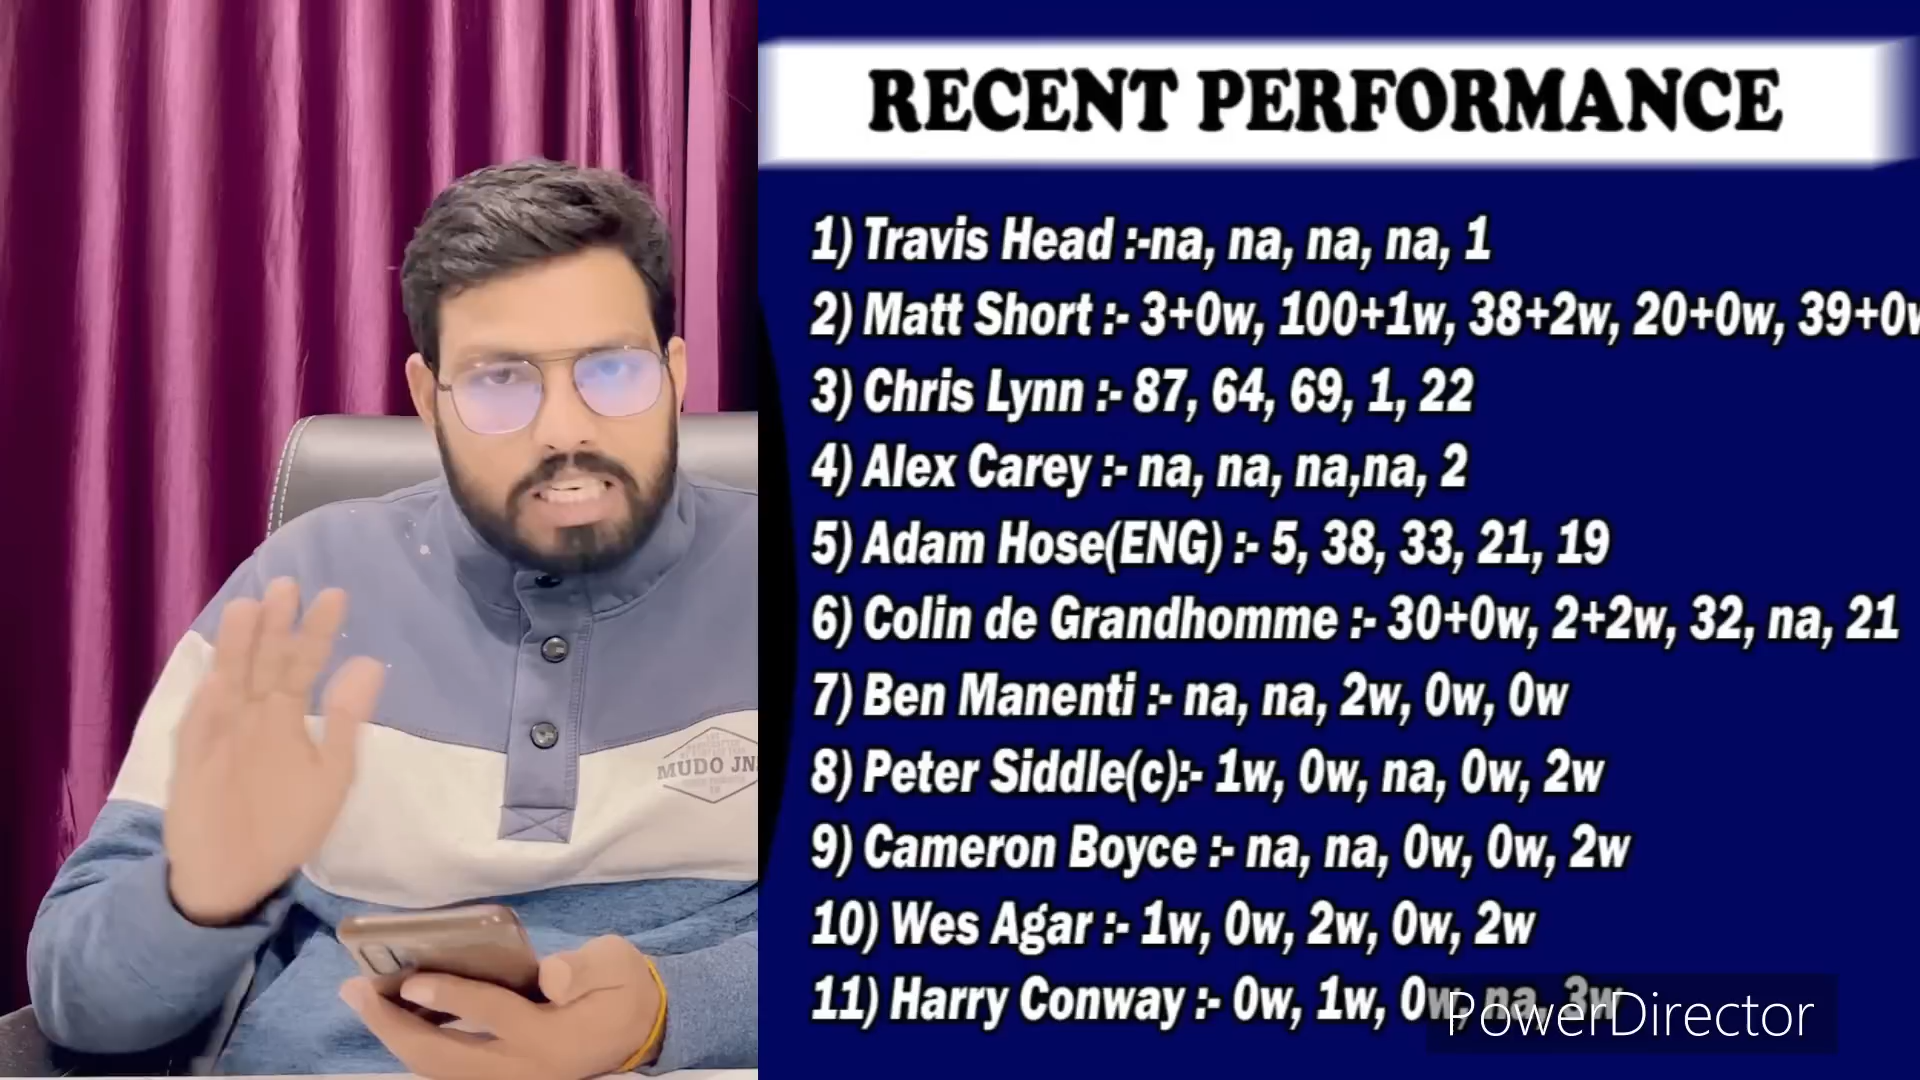 RECENT PERFORMANCE
1) Travis Head :-na, na, na, na, 1
2) Matt Short :- 3+0w, 100+1w, 38+2w, 20+0w, 39+0w
3) Chris Lynn :- 87, 64, 69, 1, 22
4) Alex Carey :- na, na, na,na, 2
5) Adam Hose(ENG) :- 5, 38, 33, 21, 19
6) Colin de Grandhomme :- 30+0w, 2+2w, 32, na, 21
7) Ben Manenti :- na, na, 2w, 0w, 0w
8) Peter Siddle(c):- 1w, 0w, na, 0w, 2w
9) Cameron Boyce :- na, na, 0w, 0w, 2w
10) Wes Agar :- 1w, 0w, 2w, 0w, 2w
11) Harry Conway :- 0w, 1w, 0w, na, 3w
PowerDirector
MUDO JN